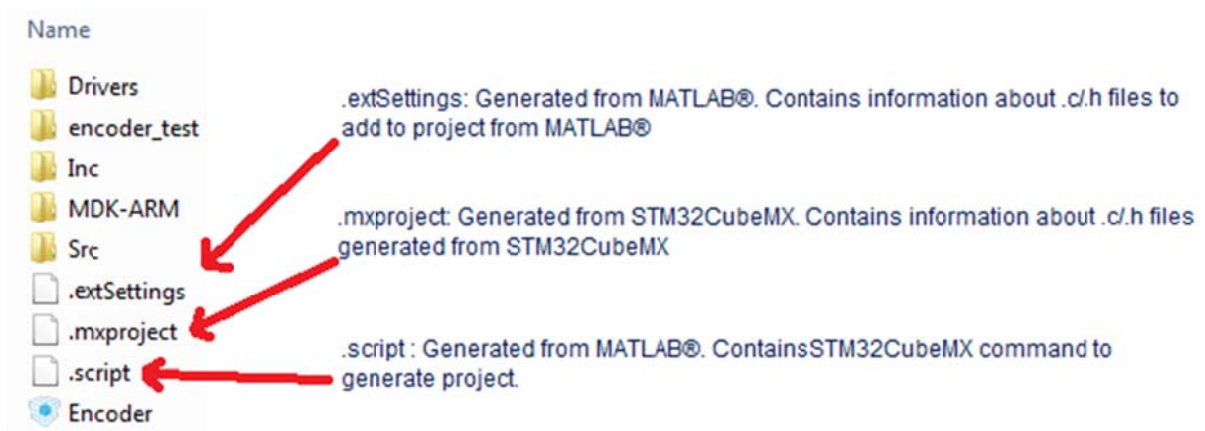 Name
Drivers
encoder_test
Inc
MDK-ARM
Src
.extSettings
.mxproject
.script
Encoder
.extSettings: Generated from MATLAB®. Contains information about .c/.h files to
add to project from MATLAB®
.mxproject: Generated from STM32CubeMX. Contains information about .c/.h files
generated from STM32CubeMX
.script : Generated from MATLAB®. ContainsSTM32CubeMX command to
generate project.